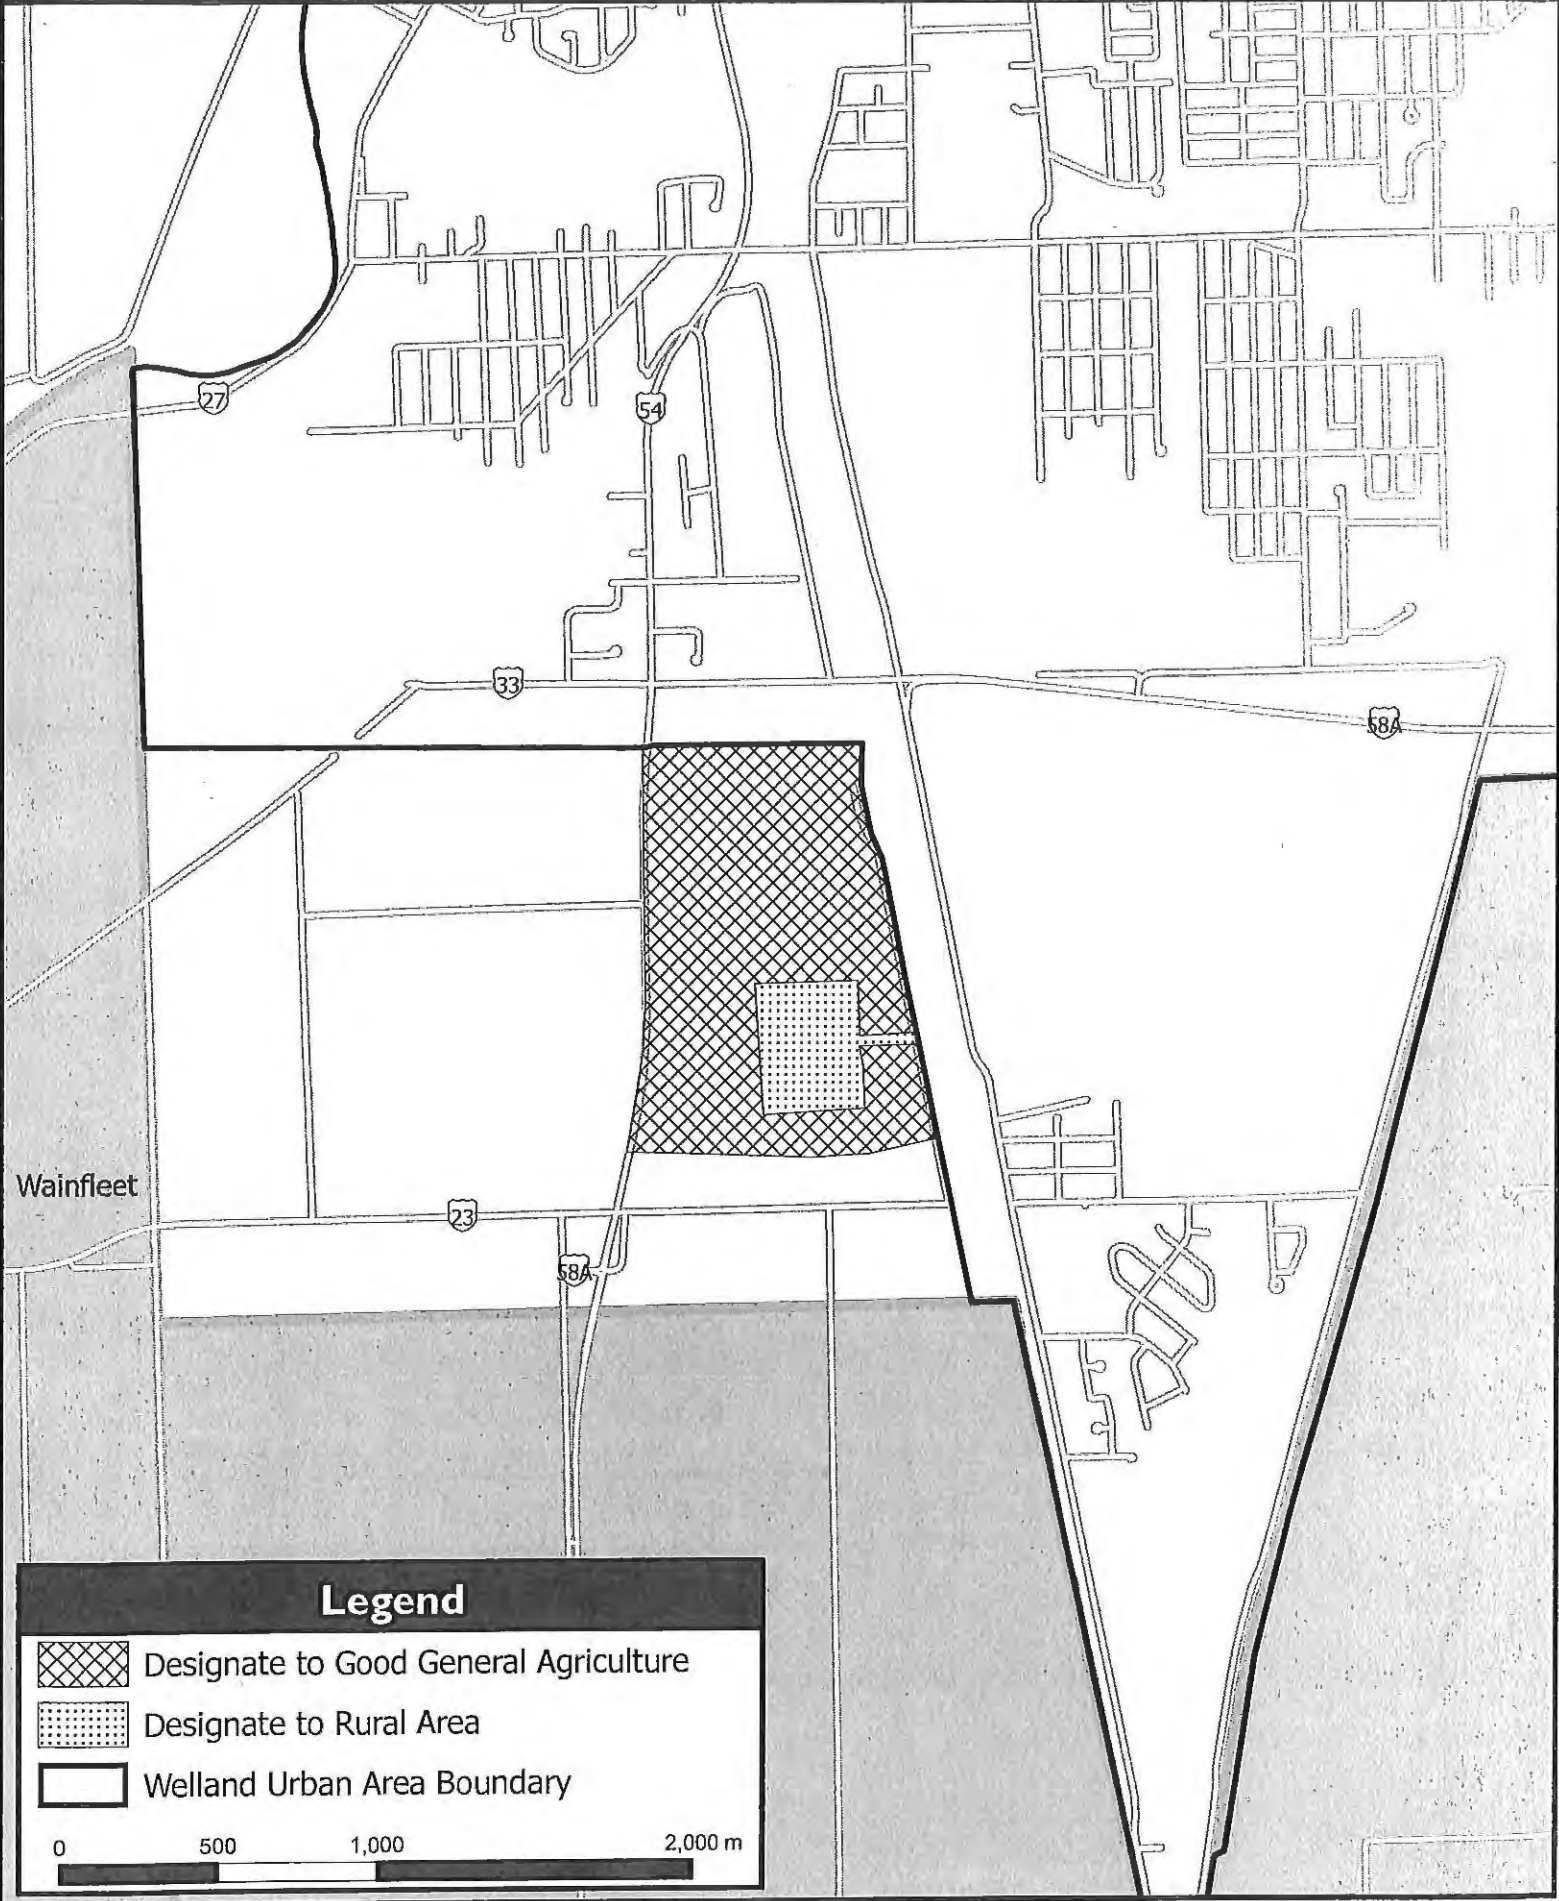 27
54
33
58A
Wainfleet
23
58A
Legend
Designate to Good General Agriculture
Designate to Rural Area
Welland Urban Area Boundary
0 500 1,000 2,000 m